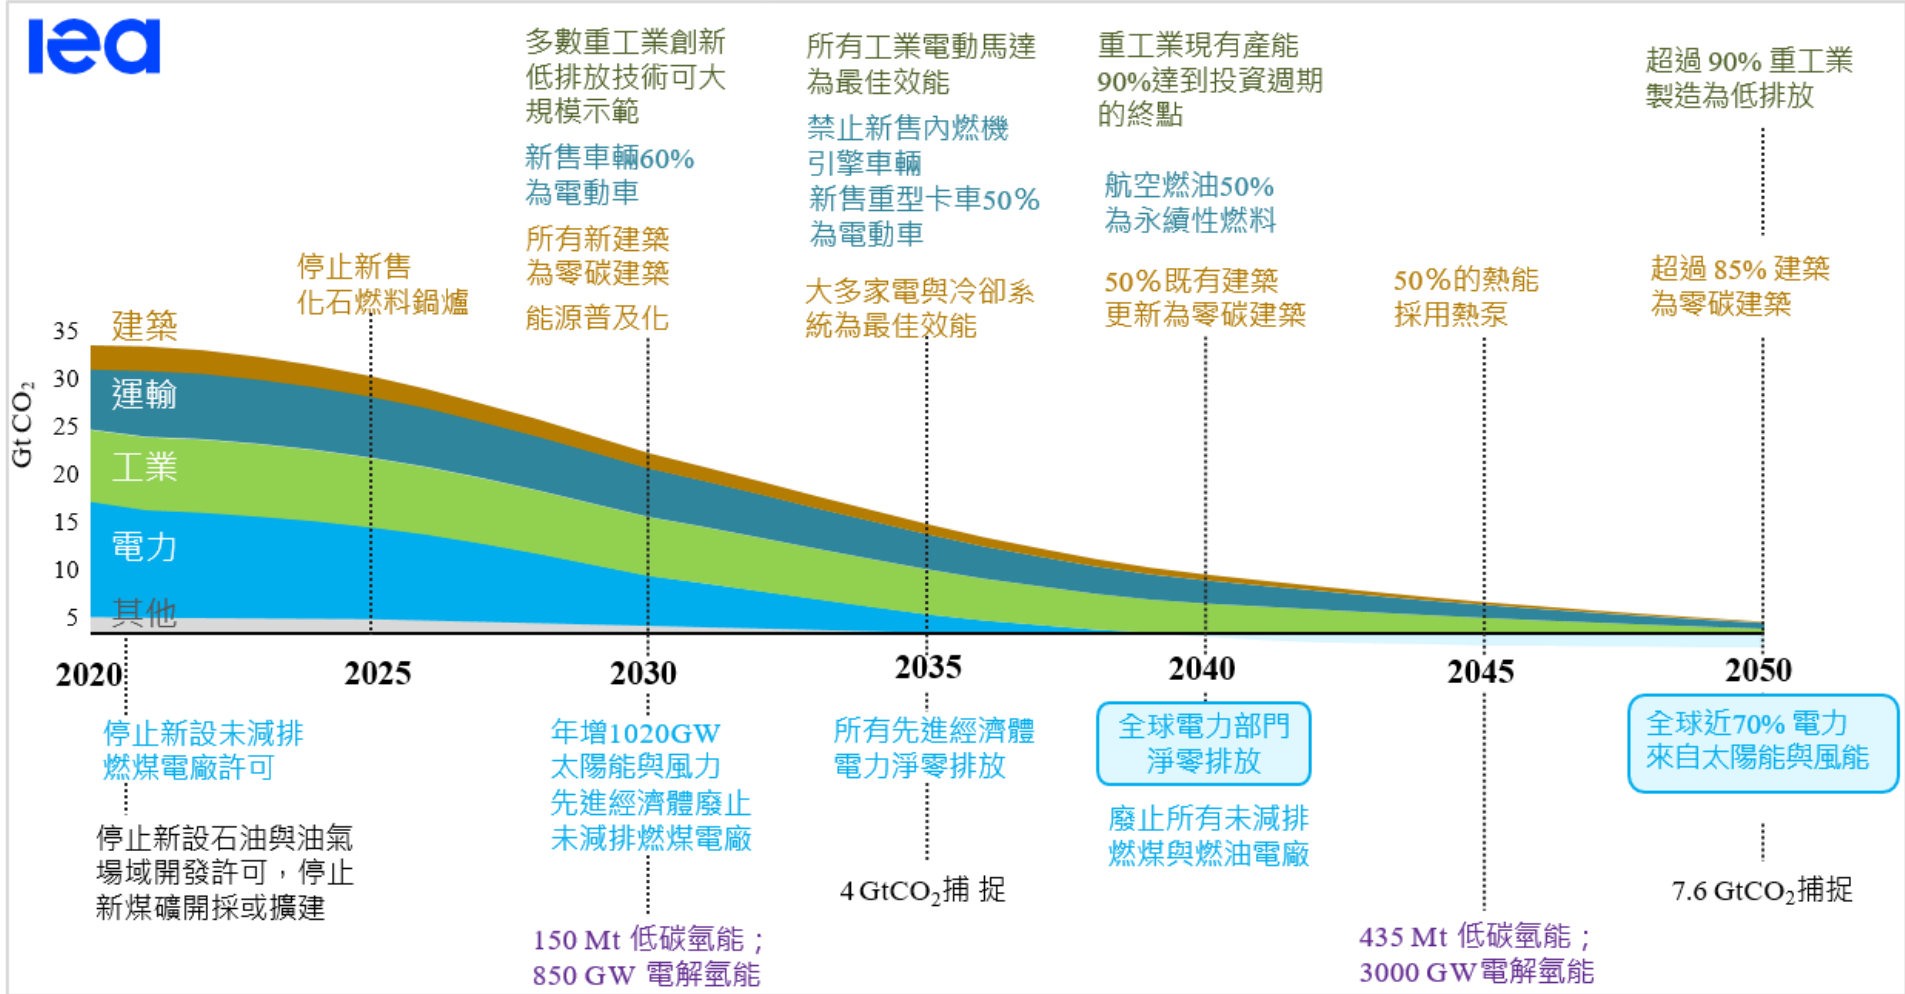 iea
多數重工業創新
低排放技術可大
規模示範
新售車輛60%
為電動車
所有新建築
為零碳建築
能源普及化
所有工業電動馬達
為最佳效能
禁止新售內燃機
引擎車輛
新售重型卡車50%
為電動車
大多家電與冷卻系
統為最佳效能
重工業現有產能
90%達到投資週期
的終點
航空燃油50%
為永續性燃料
50%既有建築
更新為零碳建築
50%的熱能
採用熱泵
超過 90% 重工業
製造為低排放
超過 85% 建築
為零碳建築
停止新售
化石燃料鍋爐
Gt CO₂
35
30
25
20
15
10
5
建築
運輸
工業
電力
其他
2020
2025
2030
2035
2040
2045
2050
停止新設未減排
燃煤電廠許可
停止新設石油與油氣
場域開發許可，停止
新煤礦開採或擴建
年增1020GW
太陽能與風力
先進經濟體廢止
未減排燃煤電廠
150 Mt 低碳氫能；
850 GW 電解氫能
所有先進經濟體
電力淨零排放
4 GtCO₂捕 捉
全球電力部門
淨零排放
廢止所有未減排
燃煤與燃油電廠
435 Mt 低碳氫能；
3000 GW電解氫能
全球近70% 電力
來自太陽能與風能
7.6 GtCO₂捕捉